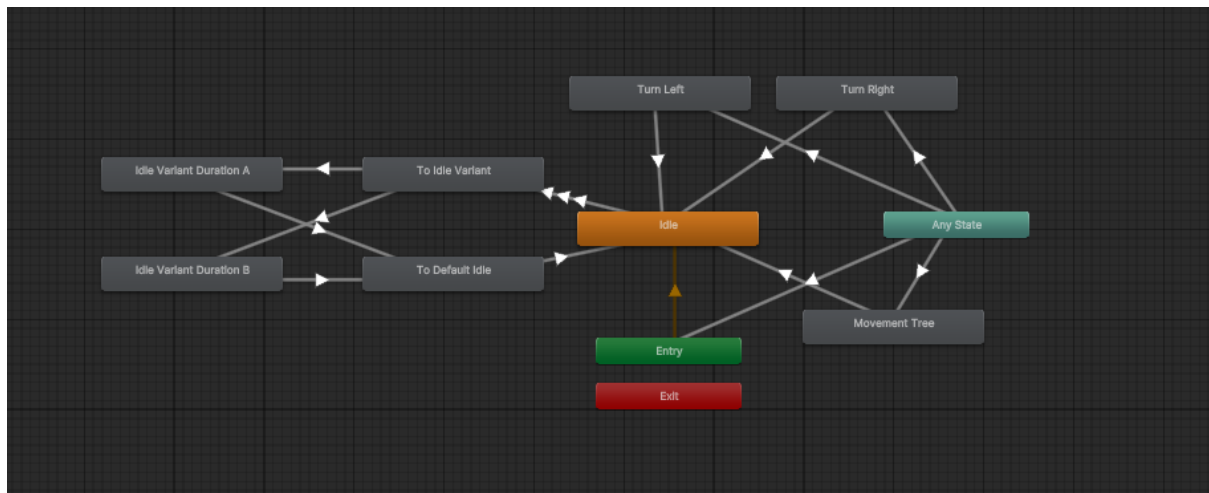 Turn Left
Turn Right
Idle Variant Duration A
To Idle Variant
Idle
Any State
Idle Variant Duration B
To Default Idle
Movement Tree
Entry
Exit